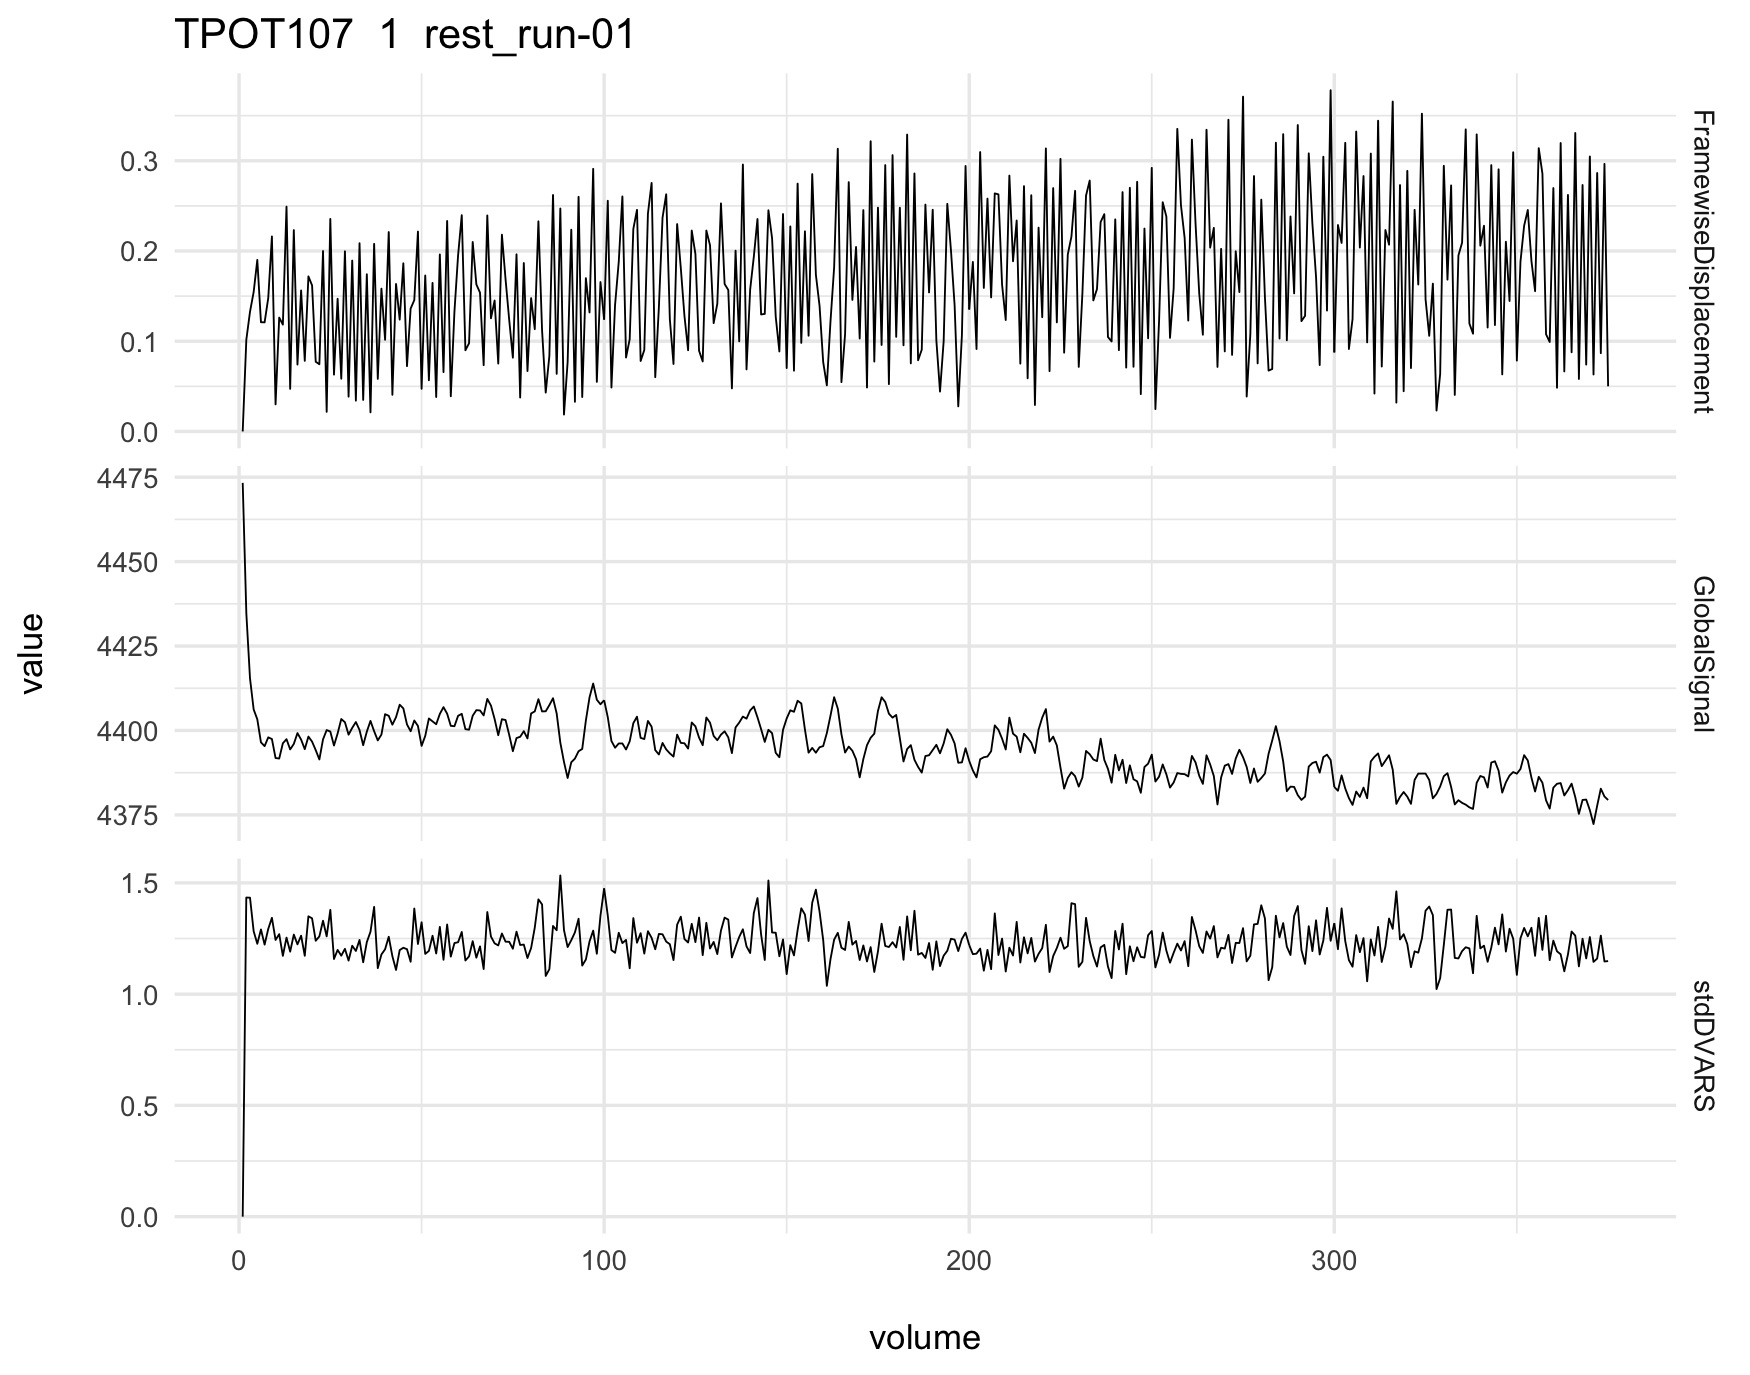 TPOT107 1 rest_run-01
0.3
0.2
0.1
0.0
FramewiseDisplacement
4475
4450
4425
4400
4375
GlobalSignal
value
1.5
1.0
0.5
0.0
stdDVARS
0 100 200 300
volume